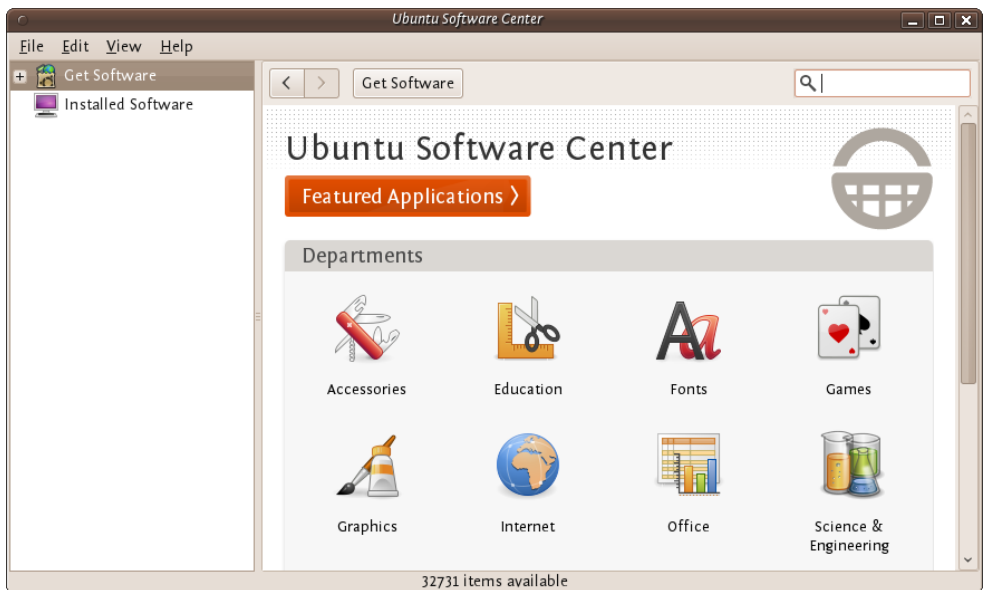 Ubuntu Software Center
File Edit View Help
Get Software
Installed Software
Get Software
Ubuntu Software Center
Featured Applications 〉
Departments
Accessories
Education
Fonts
Games
Graphics
Internet
Office
Science &
Engineering
32731 items available